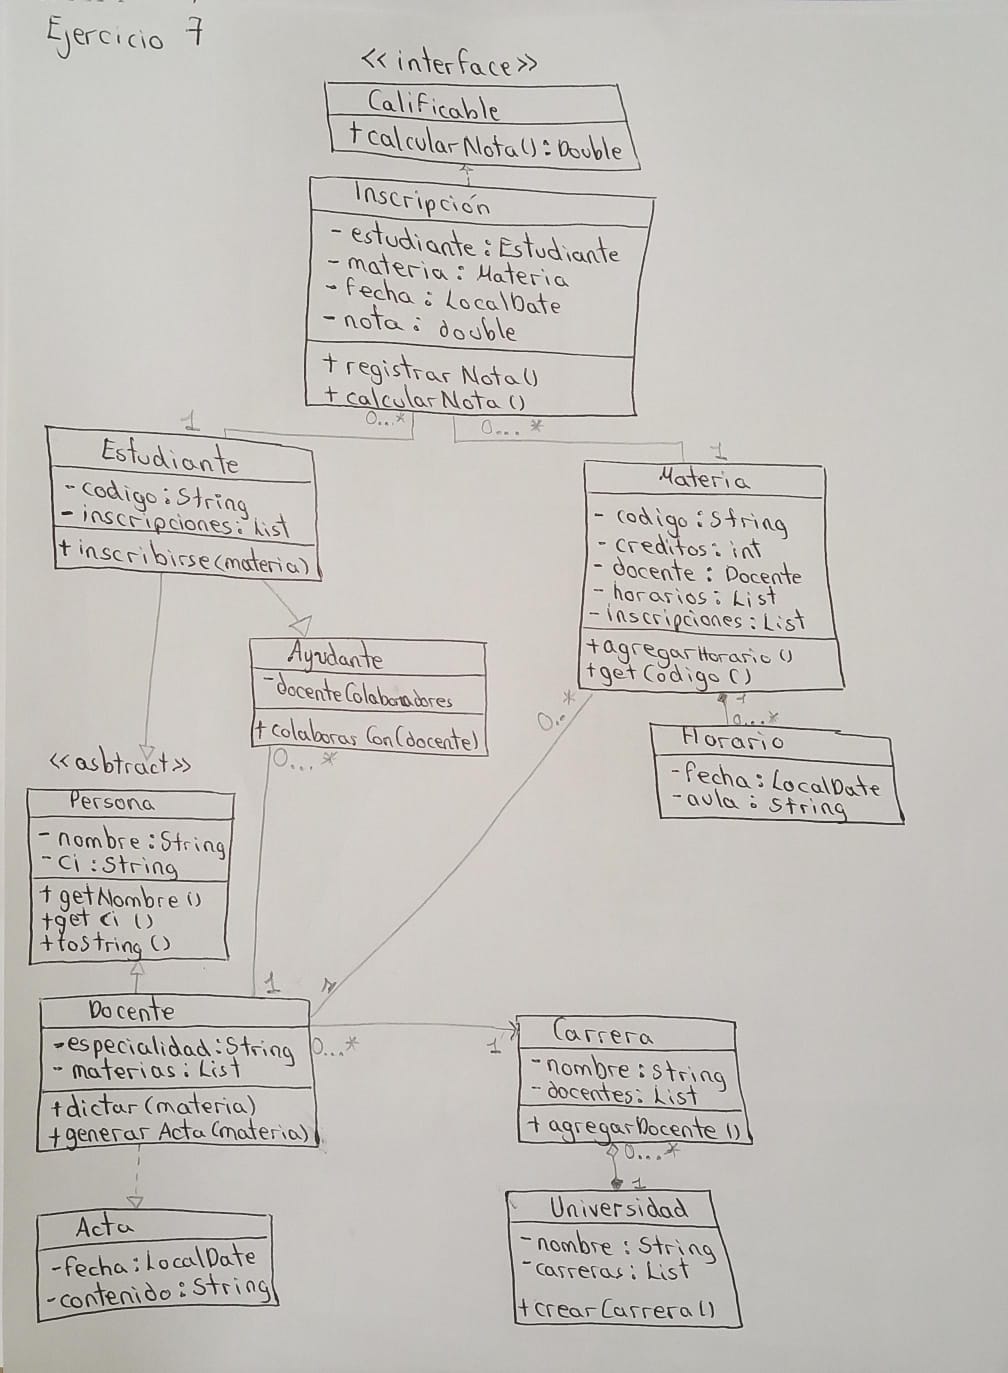 Ejercicio 7
<<interface>>
Calificable
+calcularNota():Double
Inscripción
- estudiante:Estudiante
- materia: Materia
- fecha: LocalDate
- nota: double
+ registrar Nota()
+ calcularNota()
0...*
0...*
1
1
Estudiante
- codigo:String
- inscripciones: List
+ inscribirse(materia)
Materia
- codigo:String
- creditos: int
- docente: Docente
- horarios: List
- inscripciones: List
+agregarHorario()
+getCodigo()
Ayudante
-docenteColaboradores
+ colaborasCon(docente)
0...*
0..*
1
0...*
Horario
-fecha:LocalDate
-aula: String
<<asbtract>>
Persona
- nombre:String
- Ci:String
+ getNombre()
+get Ci()
+toString()
1
Docente
-especialidad:String
- materias: List
+dictar(materia)
+generar Acta(materia)
0...*
1
Carrera
-nombre: String
-docentes: List
+ agregarDocente()
0...*
1
Universidad
-nombre: String
-carreras: List
+crearCarrera()
Acta
-fecha: LocalDate
-contenido: String